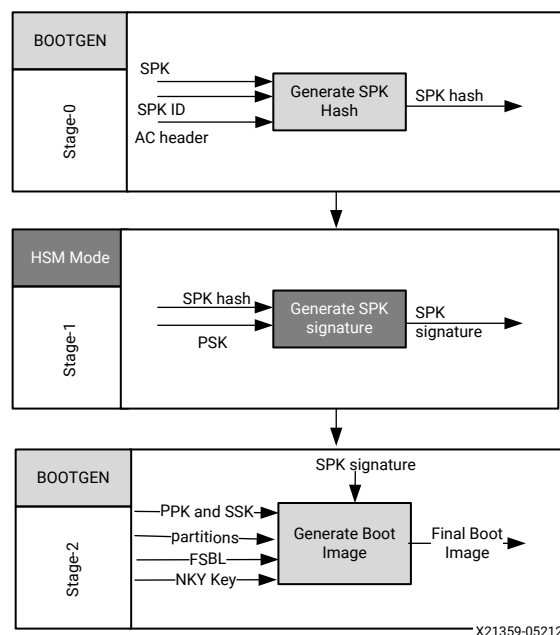 BOOTGEN
Stage-0
SPK
SPK ID
AC header
Generate SPK
Hash
SPK hash
HSM Mode
Stage-1
SPK hash
PSK
Generate SPK
signature
SPK
signature
BOOTGEN
Stage-2
SPK signature
PPK and SSK
partitions
FSBL
NKY Key
Generate Boot
Image
Final Boot
Image
X21359-05212